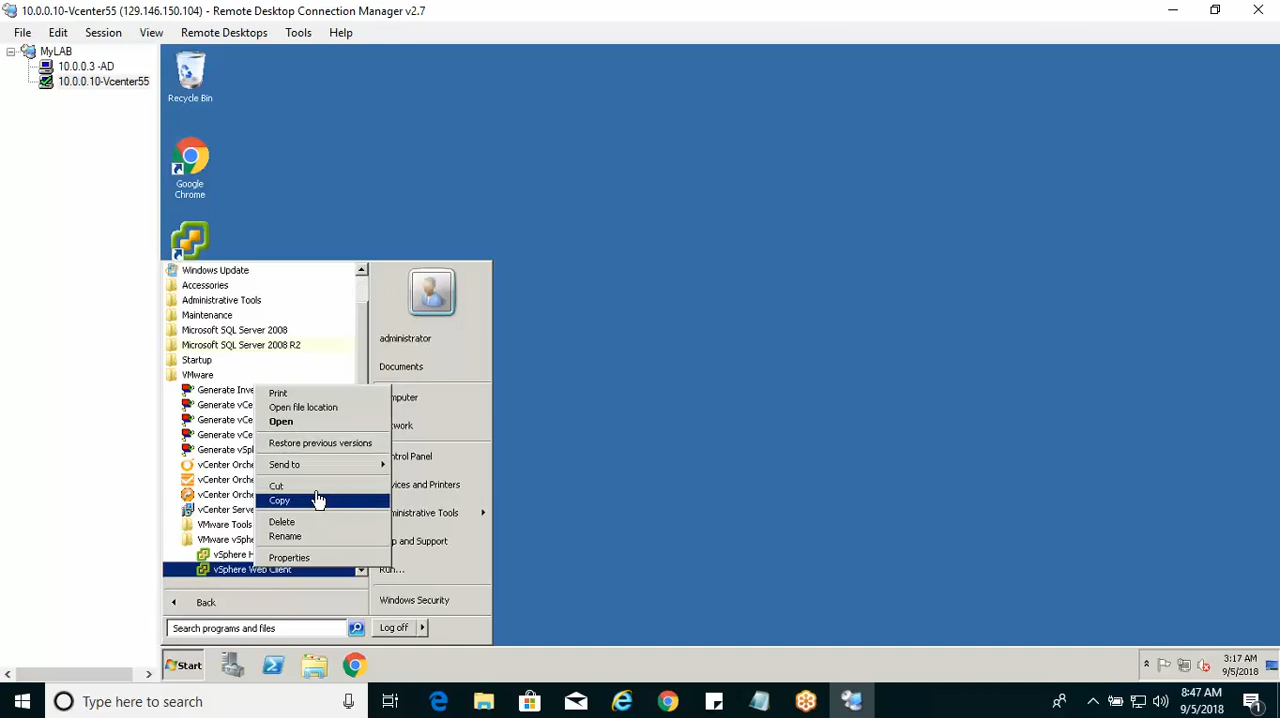 10.0.0.10-Vcenter55 (129.146.150.104) - Remote Desktop Connection Manager v2.7
File Edit Session View Remote Desktops Tools Help
MyLAB
10.0.0.3 -AD
10.0.0.10-Vcenter55
Recycle Bin
Google
Chrome
Windows Update
Accessories
Administrative Tools
Maintenance
Microsoft SQL Server 2008
Microsoft SQL Server 2008 R2
Startup
VMware
Generate Inve
Generate vCe
Generate vCe
Generate vCe
Generate vSp
vCenter Orche
vCenter Orche
vCenter Orche
vCenter Serve
VMware Tools
VMware vSphe
vSphere H
vSphere Web Client
Back
Search programs and files
Print
Open file location
Open
Restore previous versions
Send to
Cut
Copy
Delete
Rename
Properties
administrator
Documents
mputer
work
ntrol Panel
vices and Printers
ministrative Tools
p and Support
Run...
Windows Security
Log off
Start
3:17 AM
9/5/2018
Type here to search
8:47 AM
9/5/2018
1